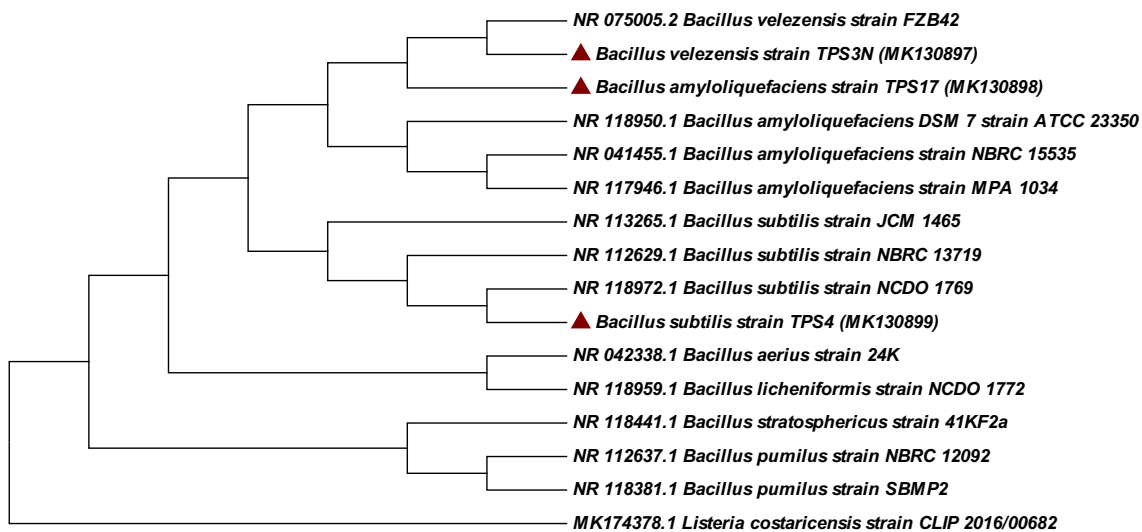 NR 075005.2 Bacillus velezensis strain FZB42
Bacillus velezensis strain TPS3N (MK130897)
Bacillus amyloliquefaciens strain TPS17 (MK130898)
NR 118950.1 Bacillus amyloliquefaciens DSM 7 strain ATCC 23350
NR 041455.1 Bacillus amyloliquefaciens strain NBRC 15535
NR 117946.1 Bacillus amyloliquefaciens strain MPA 1034
NR 113265.1 Bacillus subtilis strain JCM 1465
NR 112629.1 Bacillus subtilis strain NBRC 13719
NR 118972.1 Bacillus subtilis strain NCDO 1769
Bacillus subtilis strain TPS4 (MK130899)
NR 042338.1 Bacillus aerius strain 24K
NR 118959.1 Bacillus licheniformis strain NCDO 1772
NR 118441.1 Bacillus stratosphericus strain 41KF2a
NR 112637.1 Bacillus pumilus strain NBRC 12092
NR 118381.1 Bacillus pumilus strain SBMP2
MK174378.1 Listeria costaricensis strain CLIP 2016/00682